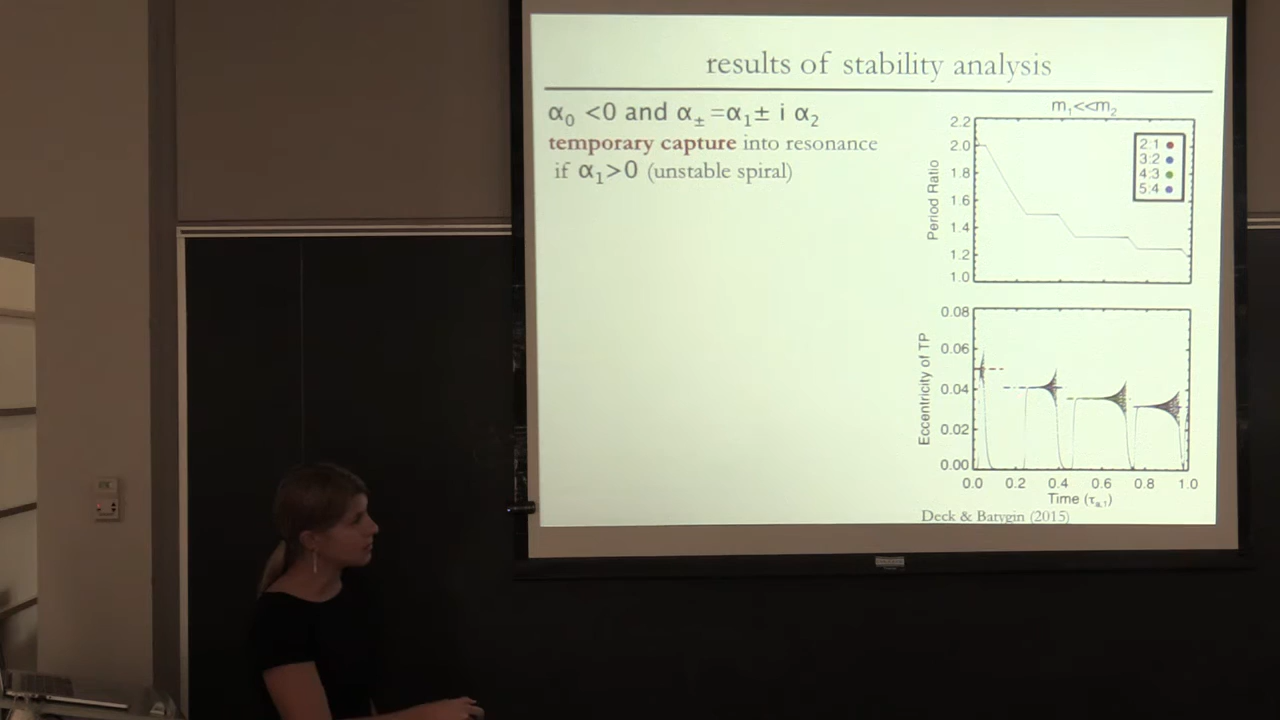 results of stability analysis
α₀ <0 and α± =α₁± i α₂
temporary capture into resonance
if α₁>0 (unstable spiral)
m₁<<m₂
2.2
2.0
1.8
1.6
1.4
1.2
1.0
Period Ratio
2:1
3:2
4:3
5:4
0.08
0.06
0.04
0.02
0.00
Eccentricity of TP
0.0 0.2 0.4 0.6 0.8 1.0
Time (τa,1)
Deck & Batygin (2015)